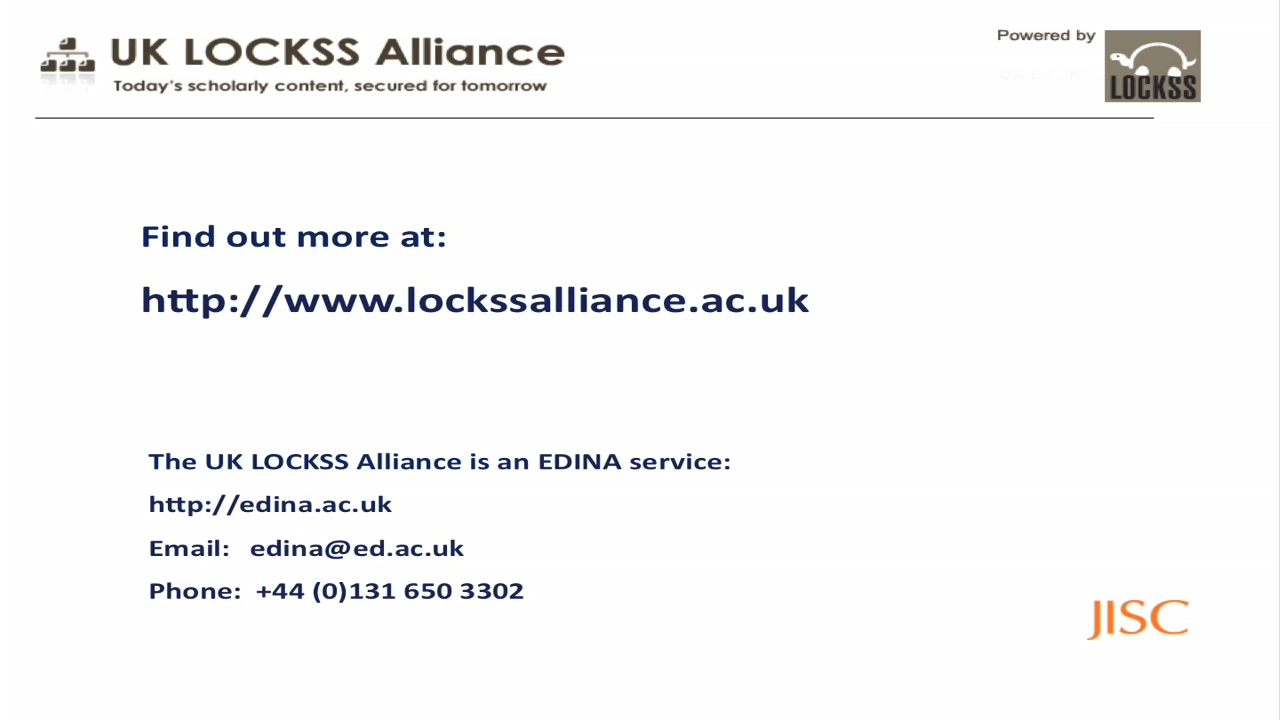 UK LOCKSS Alliance
Today's scholarly content, secured for tomorrow
Powered by
LOCKSS
Find out more at:
http://www.lockssalliance.ac.uk
The UK LOCKSS Alliance is an EDINA service:
http://edina.ac.uk
Email: edina@ed.ac.uk
Phone: +44 (0)131 650 3302
JISC